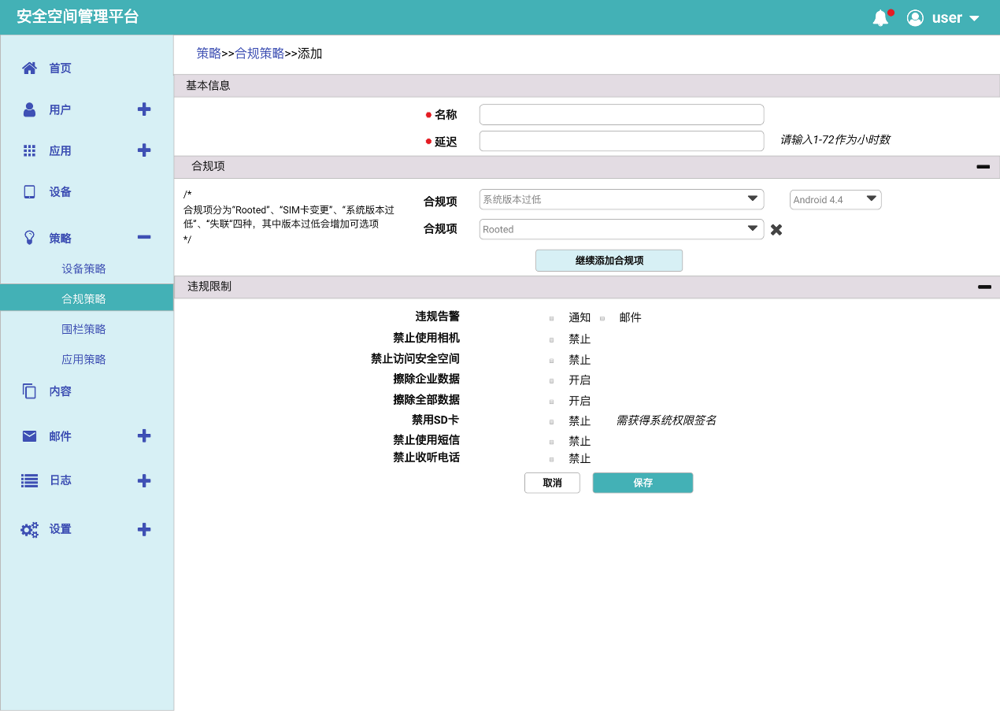 安全空间管理平台
user
策略>>合规策略>>添加
首页
用户
应用
设备
策略
设备策略
合规策略
围栏策略
应用策略
内容
邮件
日志
设置
基本信息
名称
延迟 请输入1-72作为小时数
合规项
/*
合规项分为“Rooted”、“SIM卡变更”、“系统版本过
低”、“失联”四种，其中版本过低会增加可选项
*/
合规项 系统版本过低 Android 4.4
合规项 Rooted
继续添加合规项
违规限制
违规告警 通知 邮件
禁止使用相机 禁止
禁止访问安全空间 禁止
擦除企业数据 开启
擦除全部数据 开启
禁用SD卡 禁止 需获得系统权限签名
禁止使用短信 禁止
禁止收听电话 禁止
取消 保存